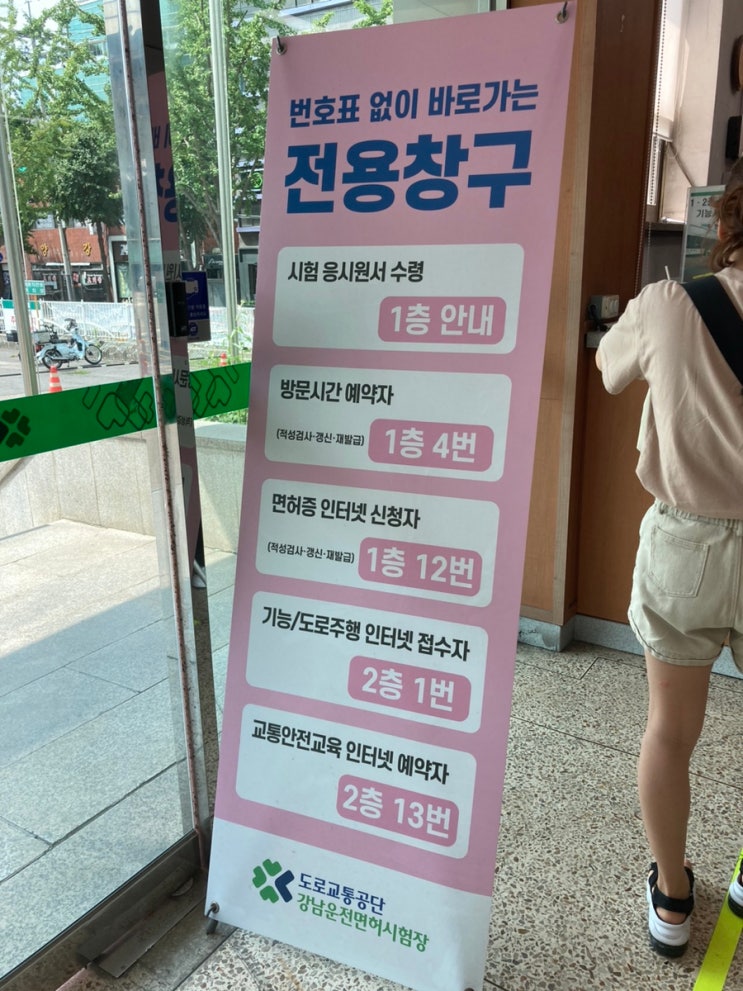 번호표 없이 바로가는
전용창구
시험 응시원서 수령
1층 안내
방문시간 예약자
(적성검사·갱신·재발급)
1층 4번
면허증 인터넷 신청자
(적성검사·갱신·재발급)
1층 12번
기능/도로주행 인터넷 접수자
2층 1번
교통안전교육 인터넷 예약자
2층 13번
도로교통공단
강남운전면허시험장